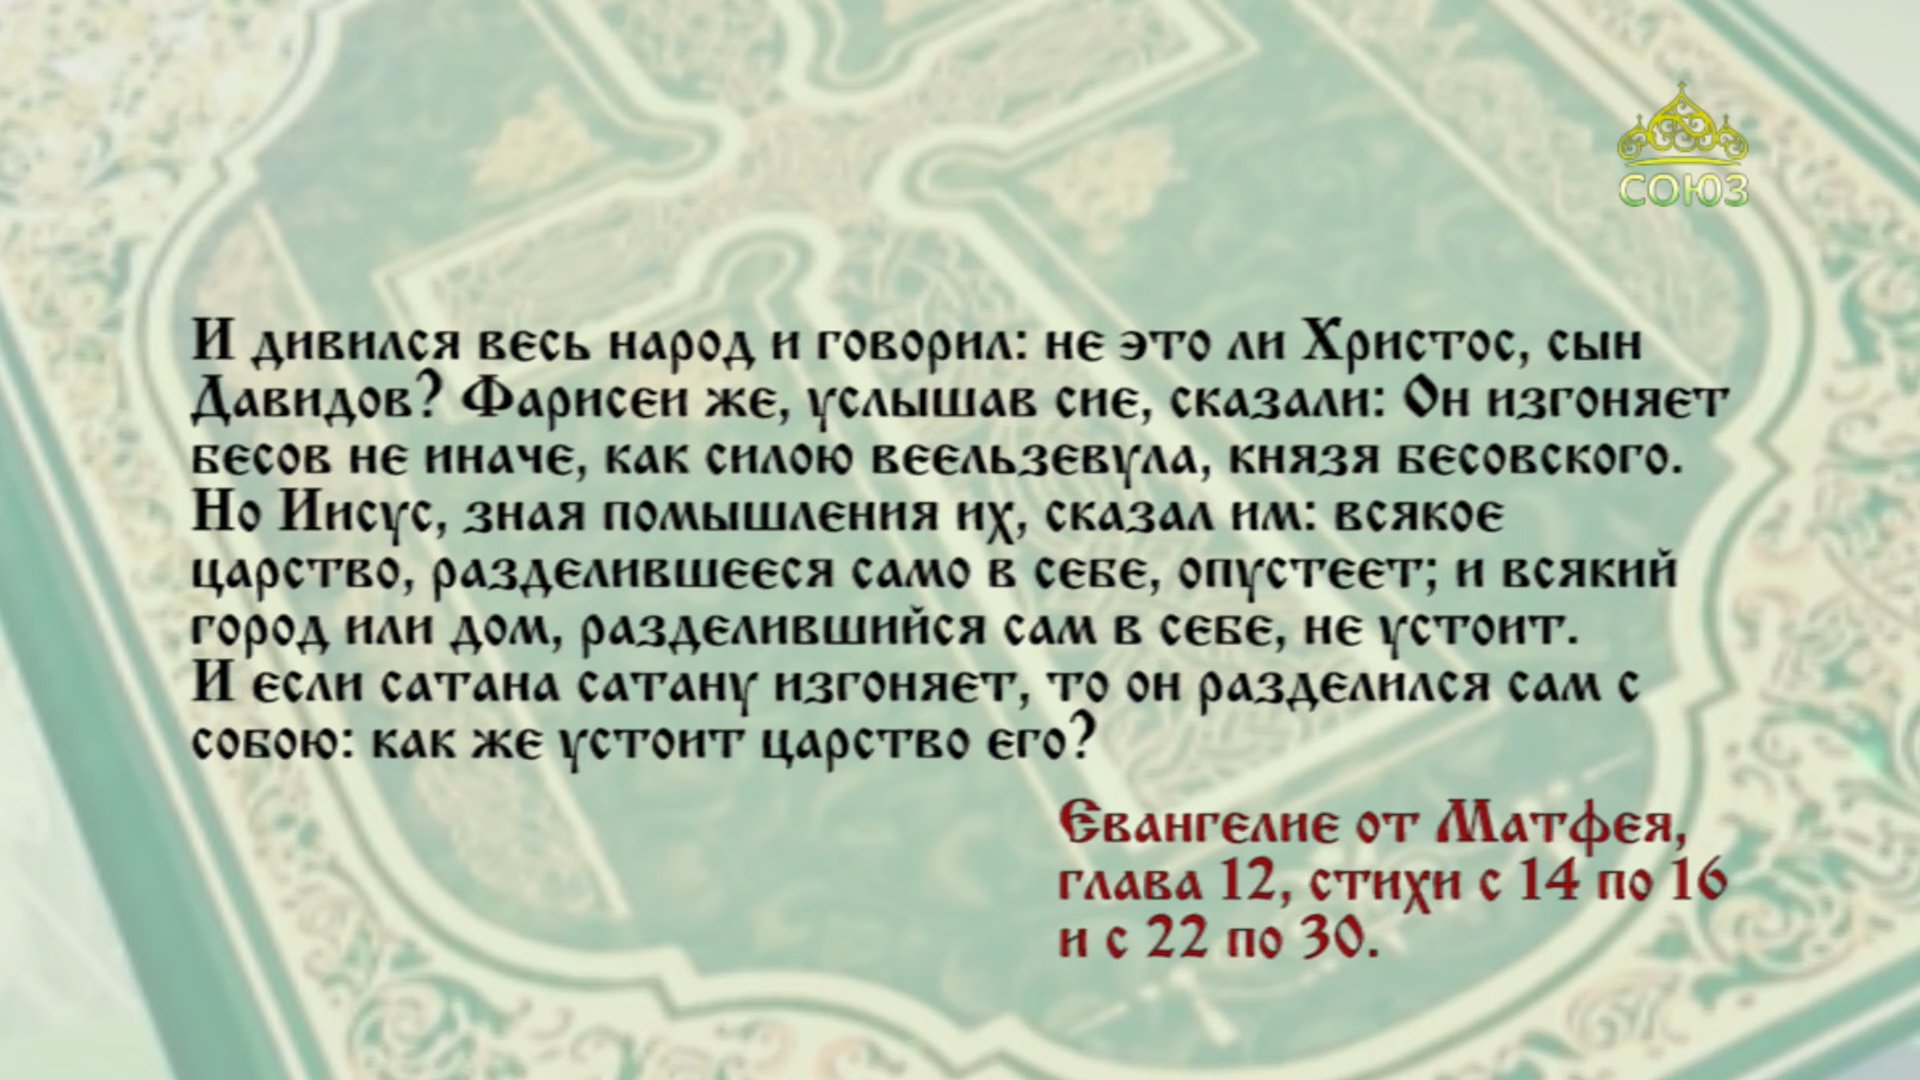 СОЮЗ
И дивился весь народ и говорил: не это ли Христос, сын
Давидов? Фарисеи же, услышав сие, сказали: Он изгоняет
бесов не иначе, как силою веельзевула, князя бесовского.
Но Иисус, зная помышления их, сказал им: всякое
царство, разделившееся само в себе, опустеет; и всякий
город или дом, разделившийся сам в себе, не устоит.
И если сатана сатану изгоняет, то он разделился сам с
собою: как же устоит царство его?
Евангелие от Матфея,
глава 12, стихи с 14 по 16
и с 22 по 30.